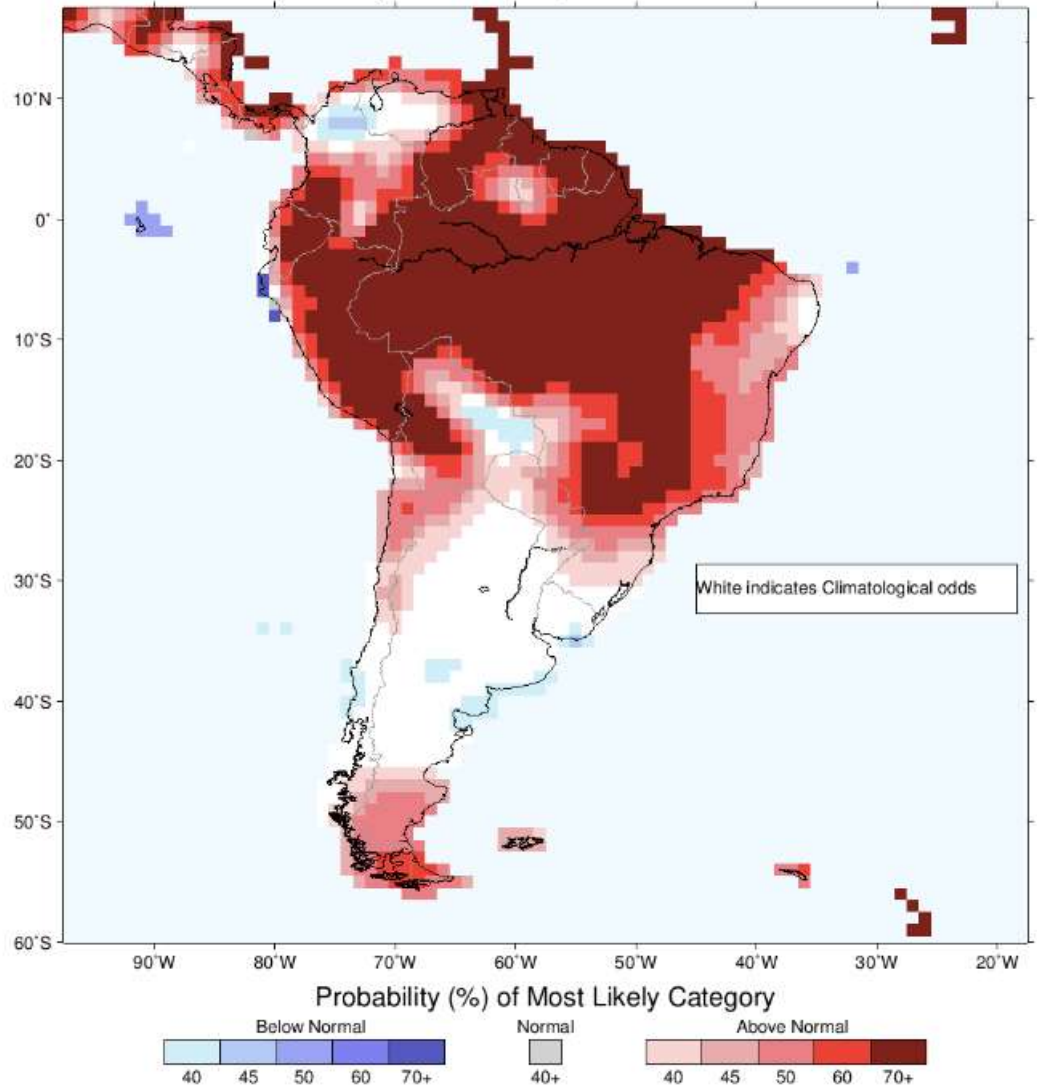 10˚N
0˚
10˚S
20˚S
30˚S
White indicates Climatological odds
40˚S
50˚S
60˚S
90˚W 80˚W 70˚W 60˚W 50˚W 40˚W 30˚W 20˚W
Probability (%) of Most Likely Category
Below Normal Normal Above Normal
40 45 50 60 70+ 40+ 40 45 50 60 70+